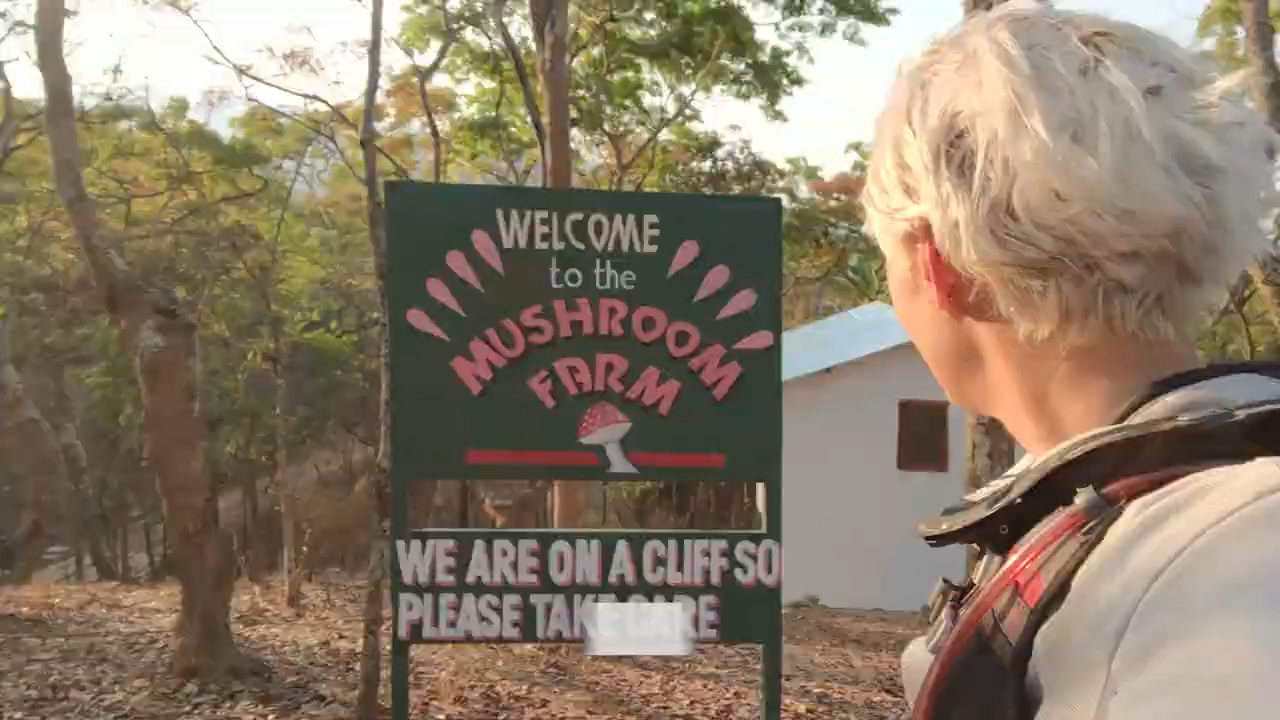 WELCOME
to the
MUSHROOM
FARM
WE ARE ON A CLIFF SO
PLEASE TAKE CARE